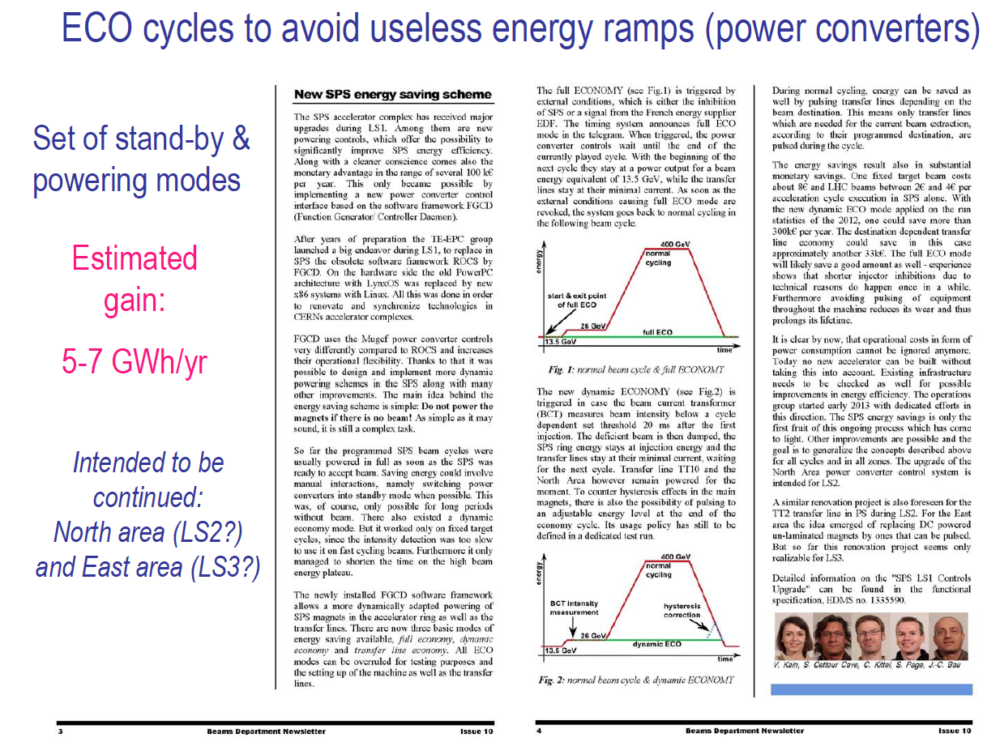 ECO cycles to avoid useless energy ramps (power converters)
Set of stand-by &
powering modes
Estimated
gain:
5-7 GWh/yr
Intended to be
continued:
North area (LS2?)
and East area (LS3?)
New SPS energy saving scheme
The SPS accelerator complex has received major
upgrades during LS1. Among them are new
powering controls, which offer the possibility to
significantly improve SPS energy efficiency.
Along with a cleaner conscience comes also the
monetary advantage in the range of several 100 k€
per year. This only became possible by
implementing a new power converter control
interface based on the software framework FGCD
(Function Generator/ Controller Daemon).
After years of preparation the TE-EPC group
launched a big endeavor during LS1, to replace in
SPS the obsolete software framework ROCS by
FGCD. On the hardware side the old PowerPC
architecture with LynxOS was replaced by new
x86 systems with Linux. All this was done in order
to renovate and synchronize technologies in
CERNs accelerator complexes.
FGCD uses the Mugef power converter controls
very differently compared to ROCS and increases
their operational flexibility. Thanks to that it was
possible to design and implement more dynamic
powering schemes in the SPS along with many
other improvements. The main idea behind the
energy saving scheme is simple: Do not power the
magnets if there is no beam! As simple as it may
sound, it is still a complex task.
So far the programmed SPS beam cycles were
usually powered in full as soon as the SPS was
ready to accept beam. Saving energy could involve
manual interactions, namely switching power
converters into standby mode when possible. This
was, of course, only possible for long periods
without beam. There also existed a dynamic
economy mode. But it worked only on fixed target
cycles, since the intensity detection was too slow
to use it on fast cycling beams. Furthermore it only
managed to shorten the time on the high beam
energy plateau.
The newly installed FGCD software framework
allows a more dynamically adapted powering of
SPS magnets in the accelerator ring as well as the
transfer lines. There are now three basic modes of
energy saving available, full economy, dynamic
economy and transfer line economy. All ECO
modes can be overruled for testing purposes and
the setting up of the machine as well as the transfer
lines.
3 Beams Department Newsletter Issue 10
The full ECONOMY (see Fig.1) is triggered by
external conditions, which is either the inhibition
of SPS or a signal from the French energy supplier
EDF. The timing system announces full ECO
mode in the telegram. When triggered, the power
converter controls wait until the end of the
currently played cycle. With the beginning of the
next cycle they stay at a power output for a beam
energy equivalent of 13.5 GeV, while the transfer
lines stay at their minimal current. As soon as the
external conditions causing full ECO mode are
revoked, the system goes back to normal cycling in
the following beam cycle.
energy
400 GeV
normal
cycling
start & exit point
of full ECO
26 GeV
full ECO
13.5 GeV
time
Fig. 1: normal beam cycle & full ECONOMY
The new dynamic ECONOMY (see Fig.2) is
triggered in case the beam current transformer
(BCT) measures beam intensity below a cycle
dependent set threshold 20 ms after the first
injection. The deficient beam is then dumped, the
SPS ring energy stays at injection energy and the
transfer lines stay at their minimal current, waiting
for the next cycle. Transfer line TT10 and the
North Area however remain powered for the
moment. To counter hysteresis effects in the main
magnets, there is also the possibility of pulsing to
an adjustable energy level at the end of the
economy cycle. Its usage policy has still to be
defined in a dedicated test run.
energy
400 GeV
normal
cycling
BCT Intensity
measurement
hysteresis
correction
26 GeV
dynamic ECO
13.5 GeV
time
Fig. 2: normal beam cycle & dynamic ECONOMY
During normal cycling, energy can be saved as
well by pulsing transfer lines depending on the
beam destination. This means only transfer lines
which are needed for the current beam extraction,
according to their programmed destination, are
pulsed during the cycle.
The energy savings result also in substantial
monetary savings. One fixed target beam costs
about 8€ and LHC beams between 2€ and 4€ per
acceleration cycle execution in SPS alone. With
the new dynamic ECO mode applied on the run
statistics of the 2012, one could save more than
300k€ per year. The destination dependent transfer
line economy could save in this case
approximately another 33k€. The full ECO mode
will likely save a good amount as well - experience
shows that shorter injector inhibitions due to
technical reasons do happen once in a while.
Furthermore avoiding pulsing of equipment
throughout the machine reduces its wear and thus
prolongs its lifetime.
It is clear by now, that operational costs in form of
power consumption cannot be ignored anymore.
Today no new accelerator can be built without
taking this into account. Existing infrastructure
needs to be checked as well for possible
improvements in energy efficiency. The operations
group started early 2013 with dedicated efforts in
this direction. The SPS energy savings is only the
first fruit of this ongoing process which has come
to light. Other improvements are possible and the
goal is to generalize the concepts described above
for all cycles and in all zones. The upgrade of the
North Area power converter control system is
intended for LS2.
A similar renovation project is also foreseen for the
TT2 transfer line in PS during LS2. For the East
area the idea emerged of replacing DC powered
un-laminated magnets by ones that can be pulsed.
But so far this renovation project seems only
realizable for LS3.
Detailed information on the "SPS LS1 Controls
Upgrade" can be found in the functional
specification, EDMS no. 1335590.
V. Kain, S. Cettour Cave, C. Kittel, S. Page, J.-C. Bau
4 Beams Department Newsletter Issue 10